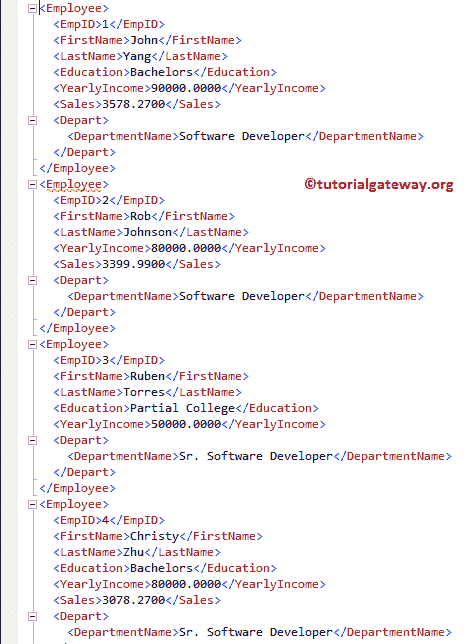 <Employee>
<EmpID>1</EmpID>
<FirstName>John</FirstName>
<LastName>Yang</LastName>
<Education>Bachelors</Education>
<YearlyIncome>90000.0000</YearlyIncome>
<Sales>3578.2700</Sales>
<Depart>
<DepartmentName>Software Developer</DepartmentName>
</Depart>
</Employee>
<Employee> ©tutorialgateway.org
<EmpID>2</EmpID>
<FirstName>Rob</FirstName>
<LastName>Johnson</LastName>
<YearlyIncome>80000.0000</YearlyIncome>
<Sales>3399.9900</Sales>
<Depart>
<DepartmentName>Software Developer</DepartmentName>
</Depart>
</Employee>
<Employee>
<EmpID>3</EmpID>
<FirstName>Ruben</FirstName>
<LastName>Torres</LastName>
<Education>Partial College</Education>
<YearlyIncome>50000.0000</YearlyIncome>
<Depart>
<DepartmentName>Sr. Software Developer</DepartmentName>
</Depart>
</Employee>
<Employee>
<EmpID>4</EmpID>
<FirstName>Christy</FirstName>
<LastName>Zhu</LastName>
<Education>Bachelors</Education>
<YearlyIncome>80000.0000</YearlyIncome>
<Sales>3078.2700</Sales>
<Depart>
<DepartmentName>Sr. Software Developer</DepartmentName>